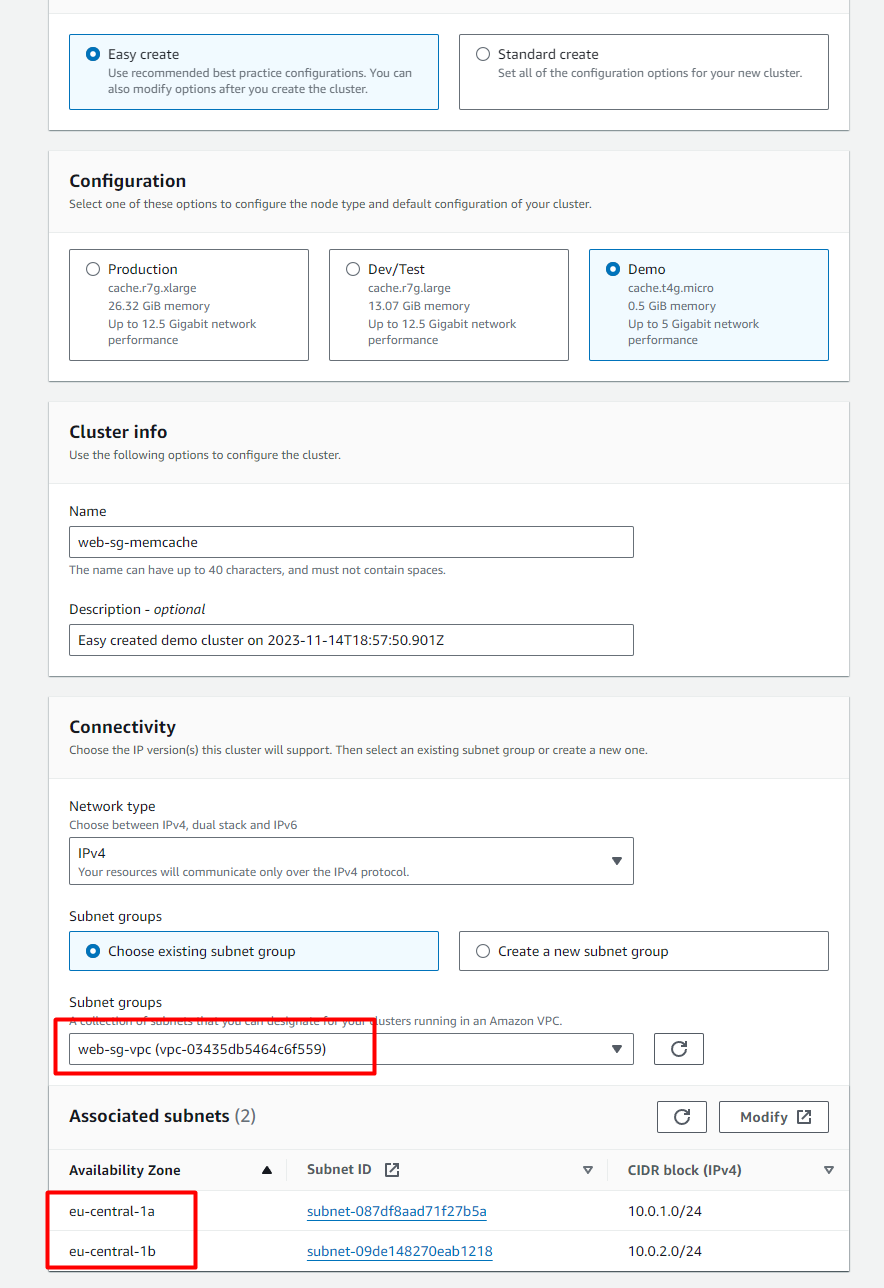 Easy create
Use recommended best practice configurations. You can
also modify options after you create the cluster.
Standard create
Set all of the configuration options for your new cluster.
Configuration
Select one of these options to configure the node type and default configuration of your cluster.
Production
cache.r7g.xlarge
26.32 GiB memory
Up to 12.5 Gigabit network
performance
Dev/Test
cache.r7g.large
13.07 GiB memory
Up to 12.5 Gigabit network
performance
Demo
cache.t4g.micro
0.5 GiB memory
Up to 5 Gigabit network
performance
Cluster info
Use the following options to configure the cluster.
Name
web-sg-memcache
The name can have up to 40 characters, and must not contain spaces.
Description - optional
Easy created demo cluster on 2023-11-14T18:57:50.901Z
Connectivity
Choose the IP version(s) this cluster will support. Then select an existing subnet group or create a new one.
Network type
Choose between IPv4, dual stack and IPv6
IPv4
Your resources will communicate only over the IPv4 protocol.
Subnet groups
Choose existing subnet group
Create a new subnet group
Subnet groups
A collection of subnets that you can designate for your clusters running in an Amazon VPC.
web-sg-vpc (vpc-03435db5464c6f559)
Associated subnets (2)
Modify
Availability Zone
Subnet ID
CIDR block (IPv4)
eu-central-1a
subnet-087df8aad71f27b5a
10.0.1.0/24
eu-central-1b
subnet-09de148270eab1218
10.0.2.0/24